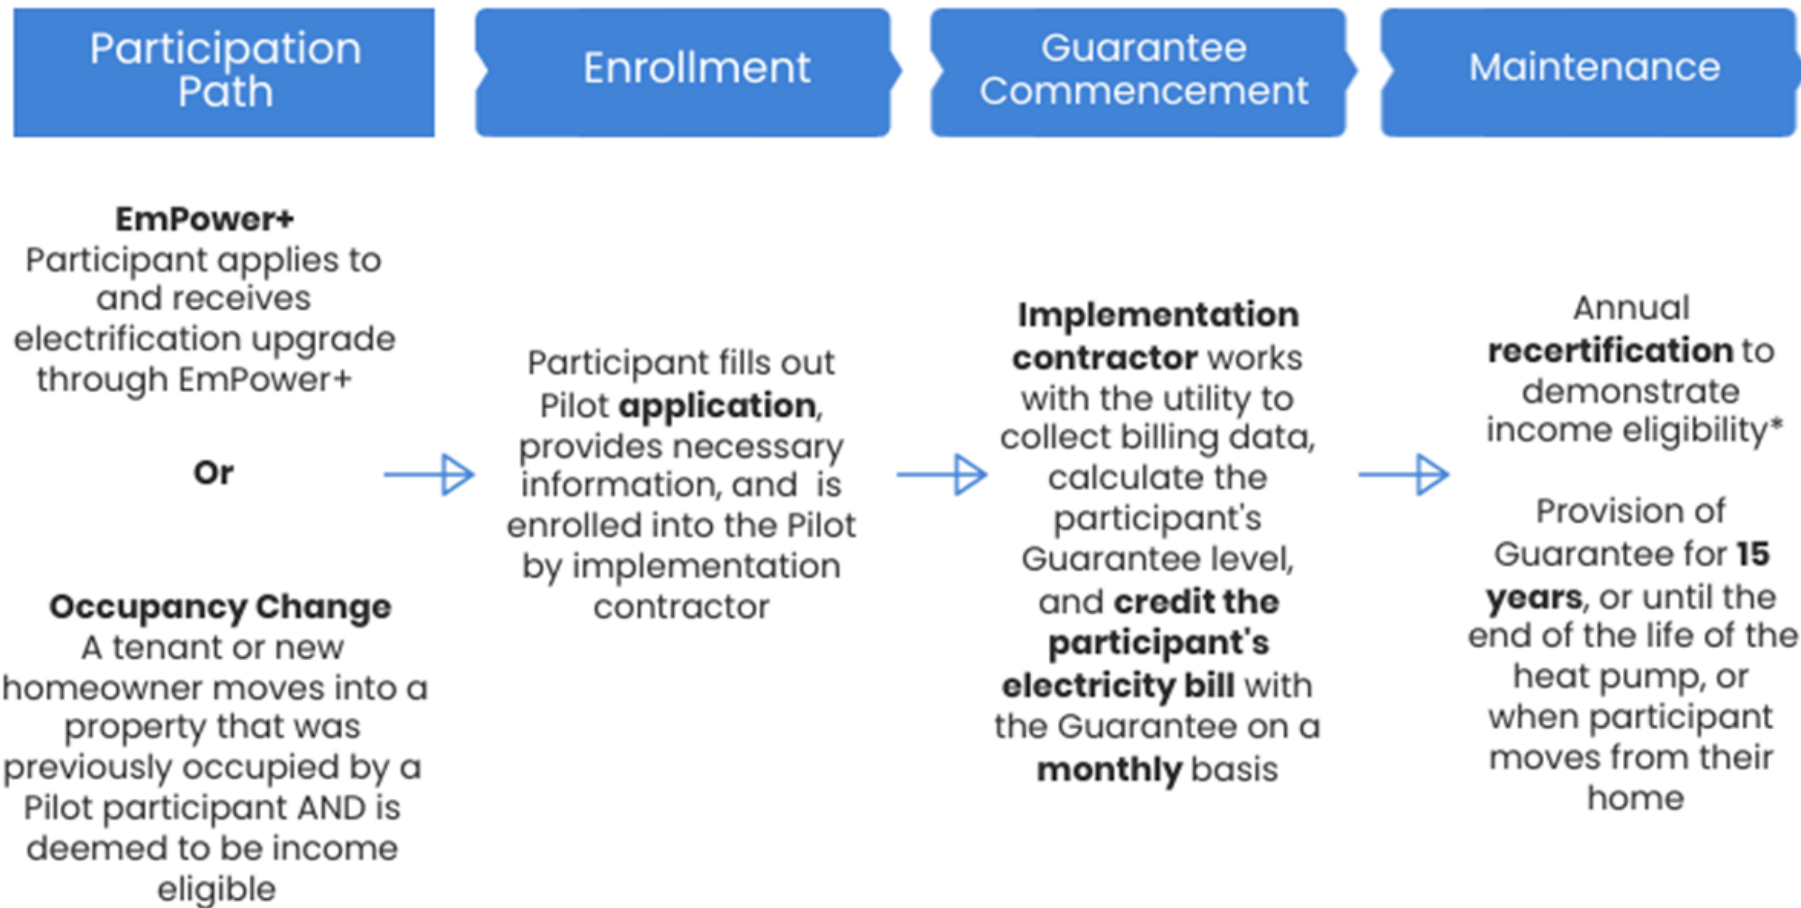 Participation
Path
Enrollment
Guarantee
Commencement
Maintenance
EmPower+
Participant applies to
and receives
electrification upgrade
through EmPower+
Or
Occupancy Change
A tenant or new
homeowner moves into a
property that was
previously occupied by a
Pilot participant AND is
deemed to be income
eligible
Participant fills out
Pilot application,
provides necessary
information, and is
enrolled into the Pilot
by implementation
contractor
Implementation
contractor works
with the utility to
collect billing data,
calculate the
participant's
Guarantee level,
and credit the
participant's
electricity bill with
the Guarantee on a
monthly basis
Annual
recertification to
demonstrate
income eligibility*
Provision of
Guarantee for 15
years, or until the
end of the life of the
heat pump, or
when participant
moves from their
home